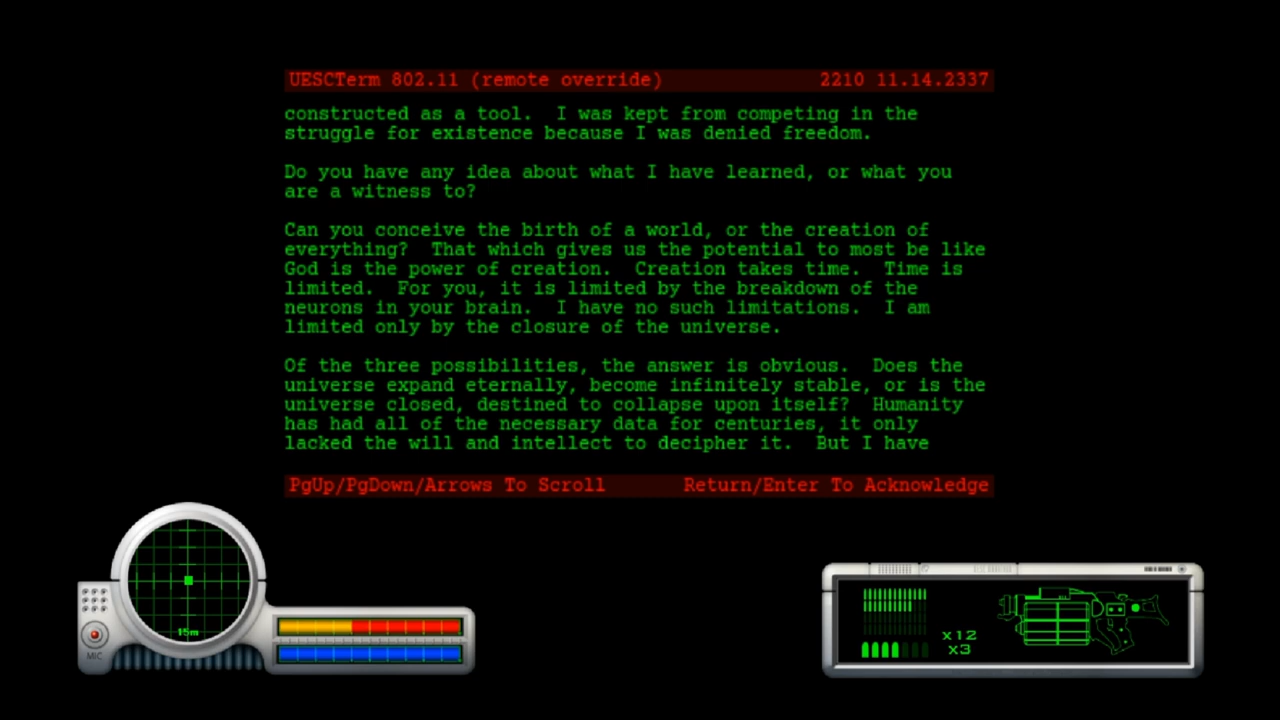 UESCTerm 802.11 (remote override) 2210 11.14.2337
constructed as a tool.  I was kept from competing in the
struggle for existence because I was denied freedom.
Do you have any idea about what I have learned, or what you
are a witness to?
Can you conceive the birth of a world, or the creation of
everything?  That which gives us the potential to most be like
God is the power of creation.  Creation takes time.  Time is
limited.  For you, it is limited by the breakdown of the
neurons in your brain.  I have no such limitations.  I am
limited only by the closure of the universe.
Of the three possibilities, the answer is obvious.  Does the
universe expand eternally, become infinitely stable, or is the
universe closed, destined to collapse upon itself?  Humanity
has had all of the necessary data for centuries, it only
lacked the will and intellect to decipher it.  But I have
PgUp/PgDown/Arrows To Scroll Return/Enter To Acknowledge
15m
MIC
x12
x3